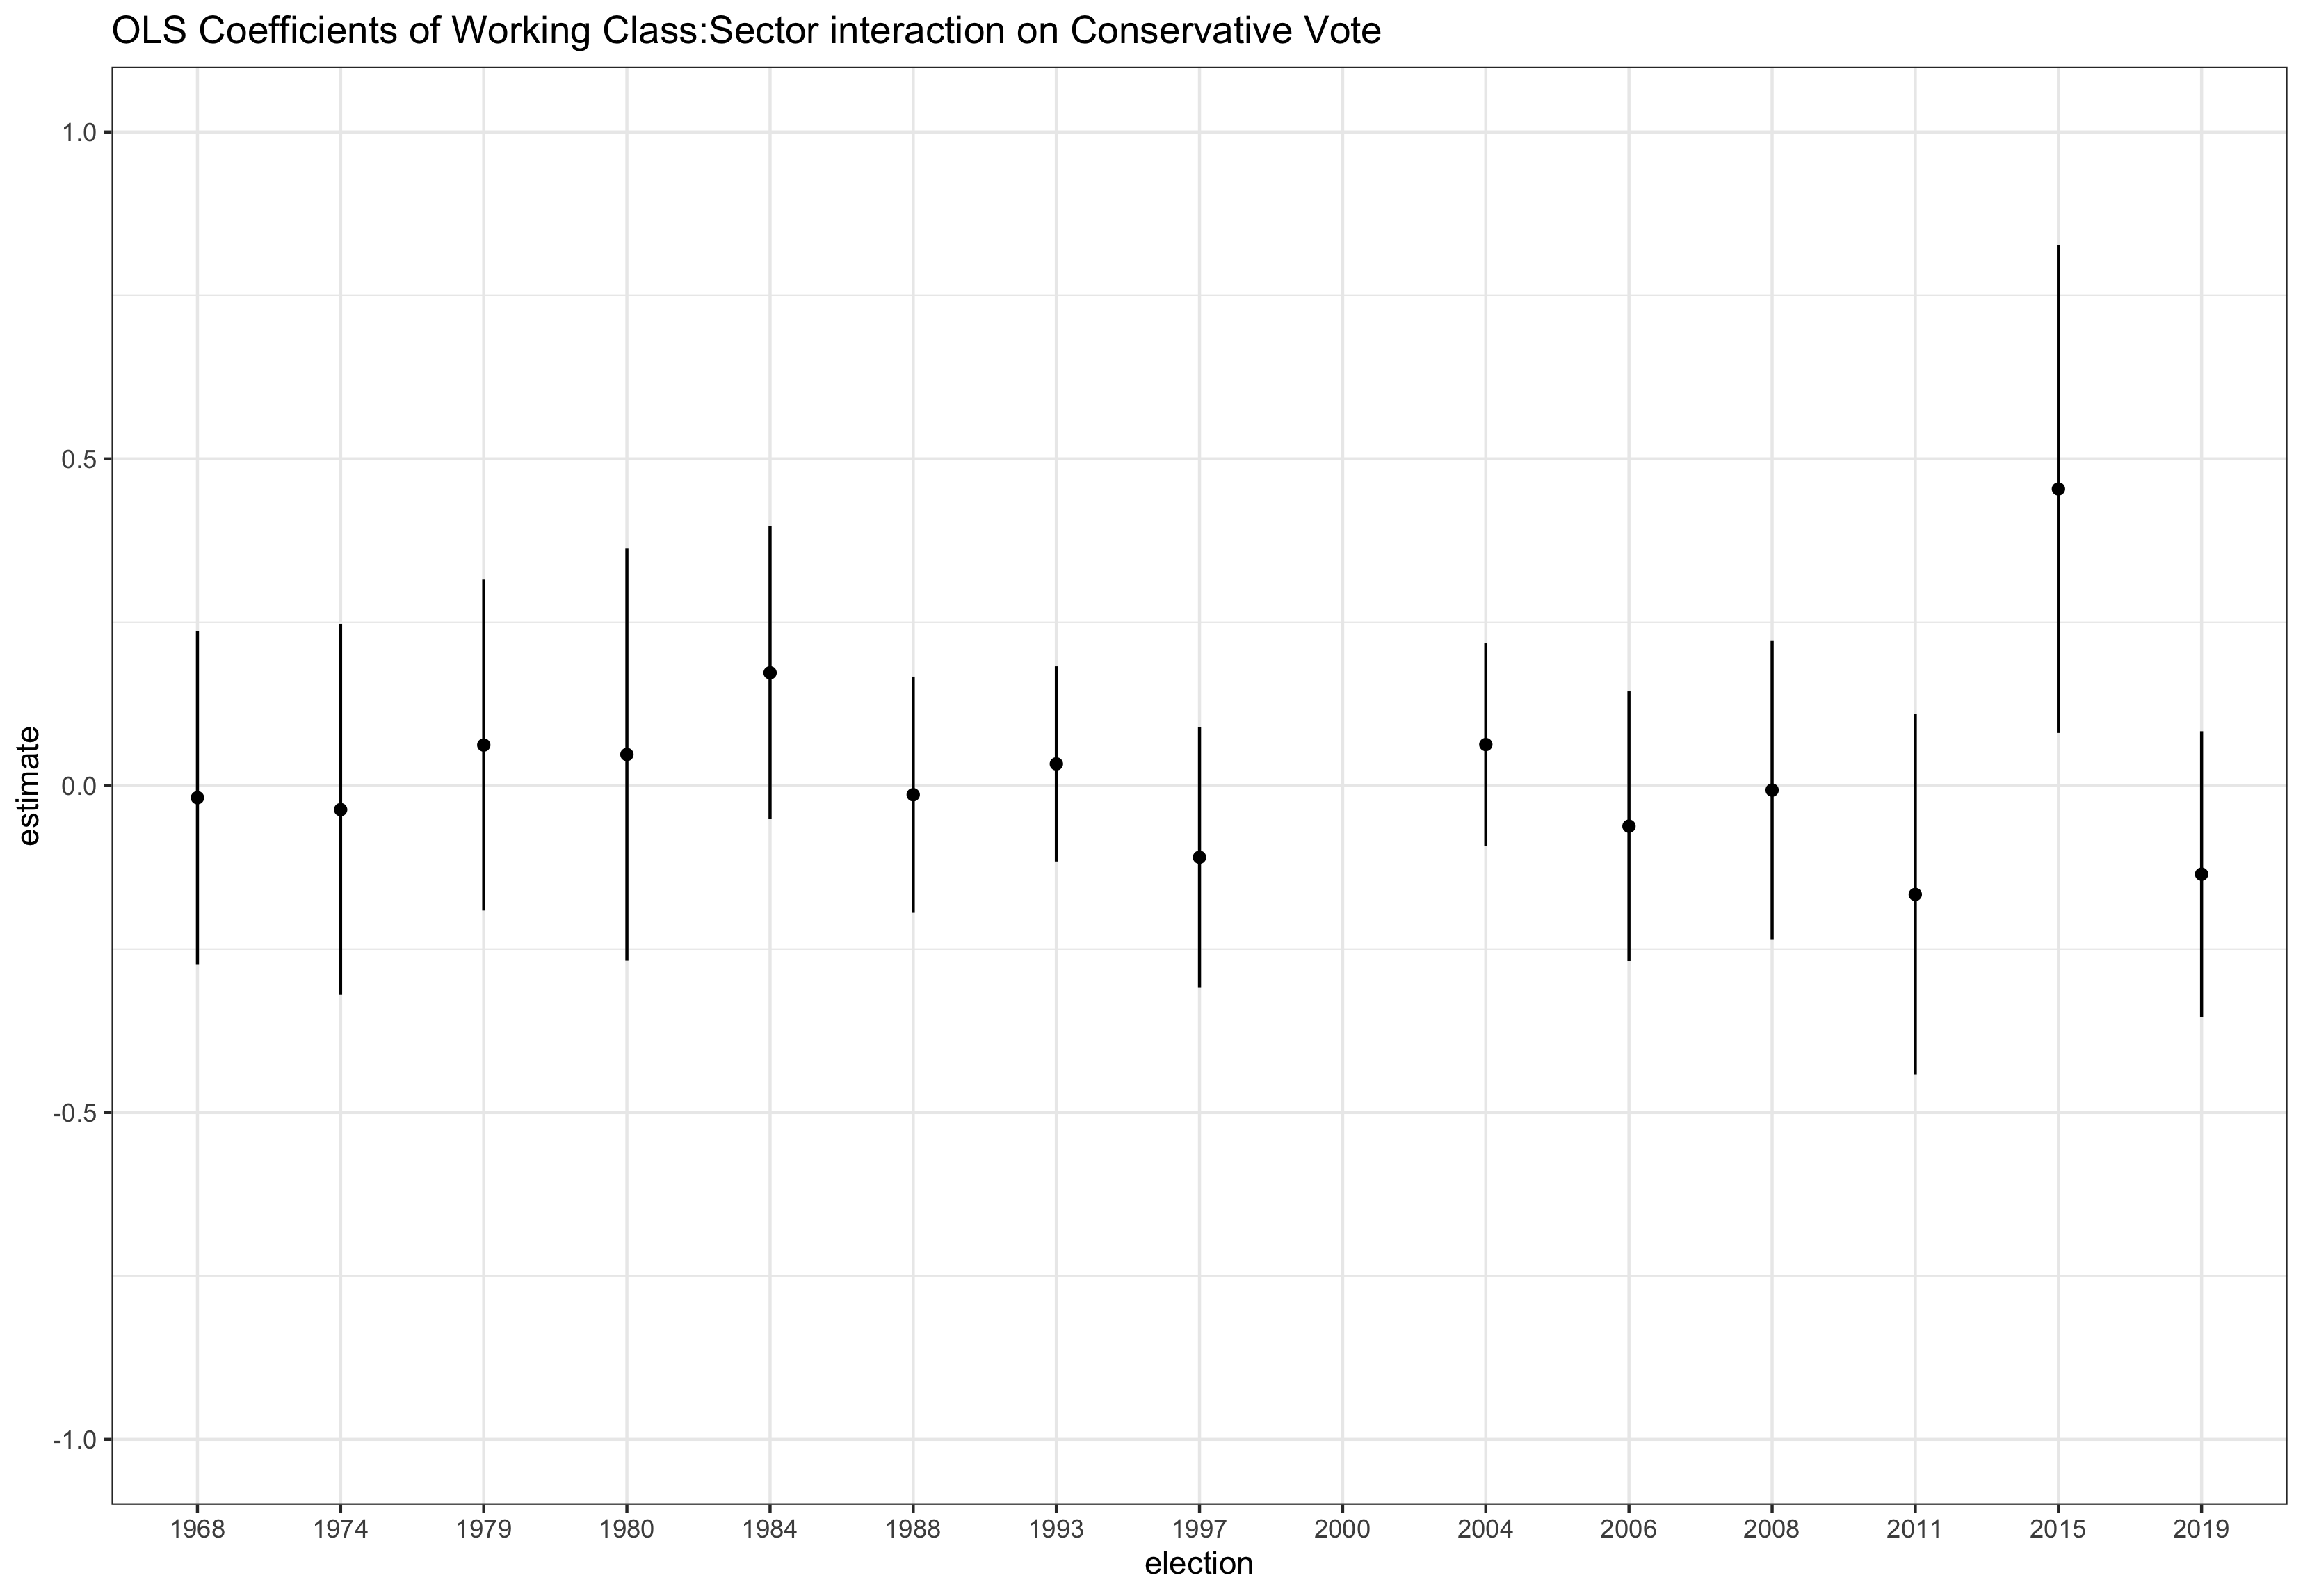 OLS Coefficients of Working Class:Sector interaction on Conservative Vote
1.0
0.5
0.0
-0.5
-1.0
estimate
1968 1974 1979 1980 1984 1988 1993 1997 2000 2004 2006 2008 2011 2015 2019
election